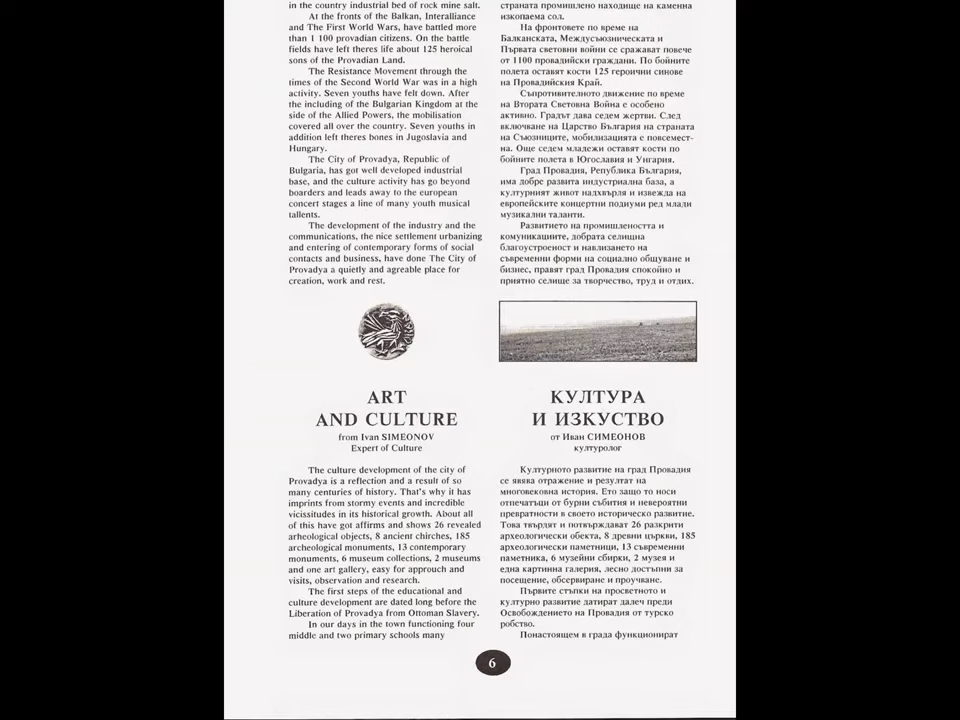 in the country industrial bed of rock mine salt.
At the fronts of the Balkan, Interalliance
and The First World Wars, have battled more
than 1 100 provadian citizens. On the battle
fields have left theres life about 125 heroical
sons of the Provadian Land.
The Resistance Movement through the
times of the Second World War was in a high
activity. Seven youths have felt down. After
the including of the Bulgarian Kingdom at the
side of the Allied Powers, the mobilisation
covered all over the country. Seven youths in
addition left theres bones in Jugoslavia and
Hungary.
The City of Provadya, Republic of
Bulgaria, has got well developed industrial
base, and the culture activity has go beyond
boarders and leads away to the european
concert stages a line of many youth musical
tallents.
The development of the industry and the
communications, the nice settlement urbanizing
and entering of contemporary forms of social
contacts and business, have done The City of
Provadya a quietly and agreable place for
creation, work and rest.
ART
AND CULTURE
from Ivan SIMEONOV
Expert of Culture
The culture development of the city of
Provadya is a reflection and a result of so
many centuries of history. That's why it has
imprints from stormy events and incredible
vicissitudes in its historical growth. About all
of this have got affirms and shows 26 revealed
arheological objects, 8 ancient chirches, 185
archeological monuments, 13 contemporary
monuments, 6 museum collections, 2 museums
and one art gallery, easy for approuch and
visits, observation and research.
The first steps of the educational and
culture development are dated long before the
Liberation of Provadya from Ottoman Slavery.
In our days in the town functioning four
middle and two primary schools many
страната промишлено находище на каменна
изкопаема сол.
На фронтовете по време на
Балканската, Междусъюзническата и
Първата световни войни се сражават повече
от 1100 провадийски граждани. По бойните
полета оставят кости 125 героични синове
на Провадийския Край.
Съпротивителното движение по време
на Втората Световна Война е особено
активно. Градът дава седем жертви. След
включване на Царство България на страната
на Съюзниците, мобилизацията е повсемест-
на. Още седем младежи оставят кости по
бойните полета в Югославия и Унгария.
Град Провадия, Република България,
има добре развита индустриална база, а
културният живот надхвърля и извежда на
европейските концертни подиуми ред млади
музикални таланти.
Развитието на промишлеността и
комуникациите, добрата селищна
благоустроеност и навлизането на
съвременни форми на социално общуване и
бизнес, правят град Провадия спокойно и
приятно селище за творчество, труд и отдих.
КУЛТУРА
И ИЗКУСТВО
от Иван СИМЕОНОВ
културолог
Културното развитие на град Провадия
се явява отражение и резултат на
многовековна история. Ето защо то носи
отпечатъци от бурни събития и невероятни
превратности в своето историческо развитие.
Това твърдят и потвърждават 26 разкрити
археологически обекта, 8 древни църкви, 185
археологически паметници, 13 съвременни
паметника, 6 музейни сбирки, 2 музея и
една картинна галерия, лесно достъпни за
посещение, обсервиране и проучване.
Първите стъпки на просветното и
културно развитие датират далеч преди
Освобождението на Провадия от турско
робство.
Понастоящем в града функционират
6